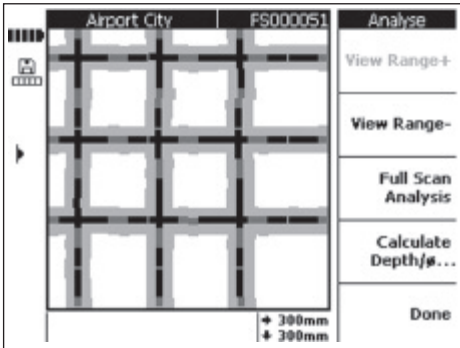 Airport City FS000051 Analyse
View Range+
View Range-
Full Scan
Analysis
Calculate
Depth/ø...
Done
→ 300mm
↓ 300mm